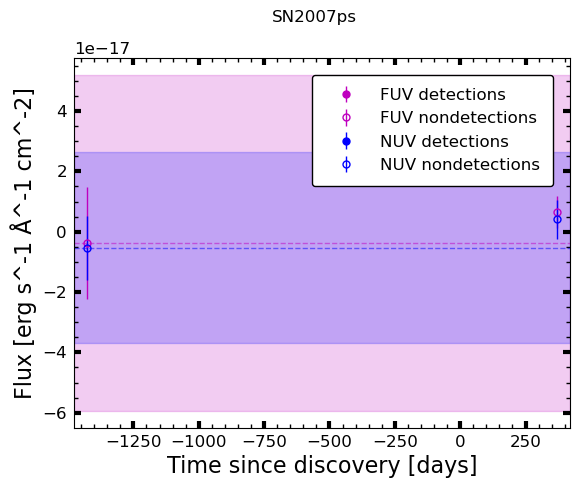 SN2007ps
1e−17
FUV detections
FUV nondetections
NUV detections
NUV nondetections
4
2
0
−2
−4
−6
Flux [erg s^-1 Å^-1 cm^-2]
−1250 −1000 −750 −500 −250 0 250
Time since discovery [days]